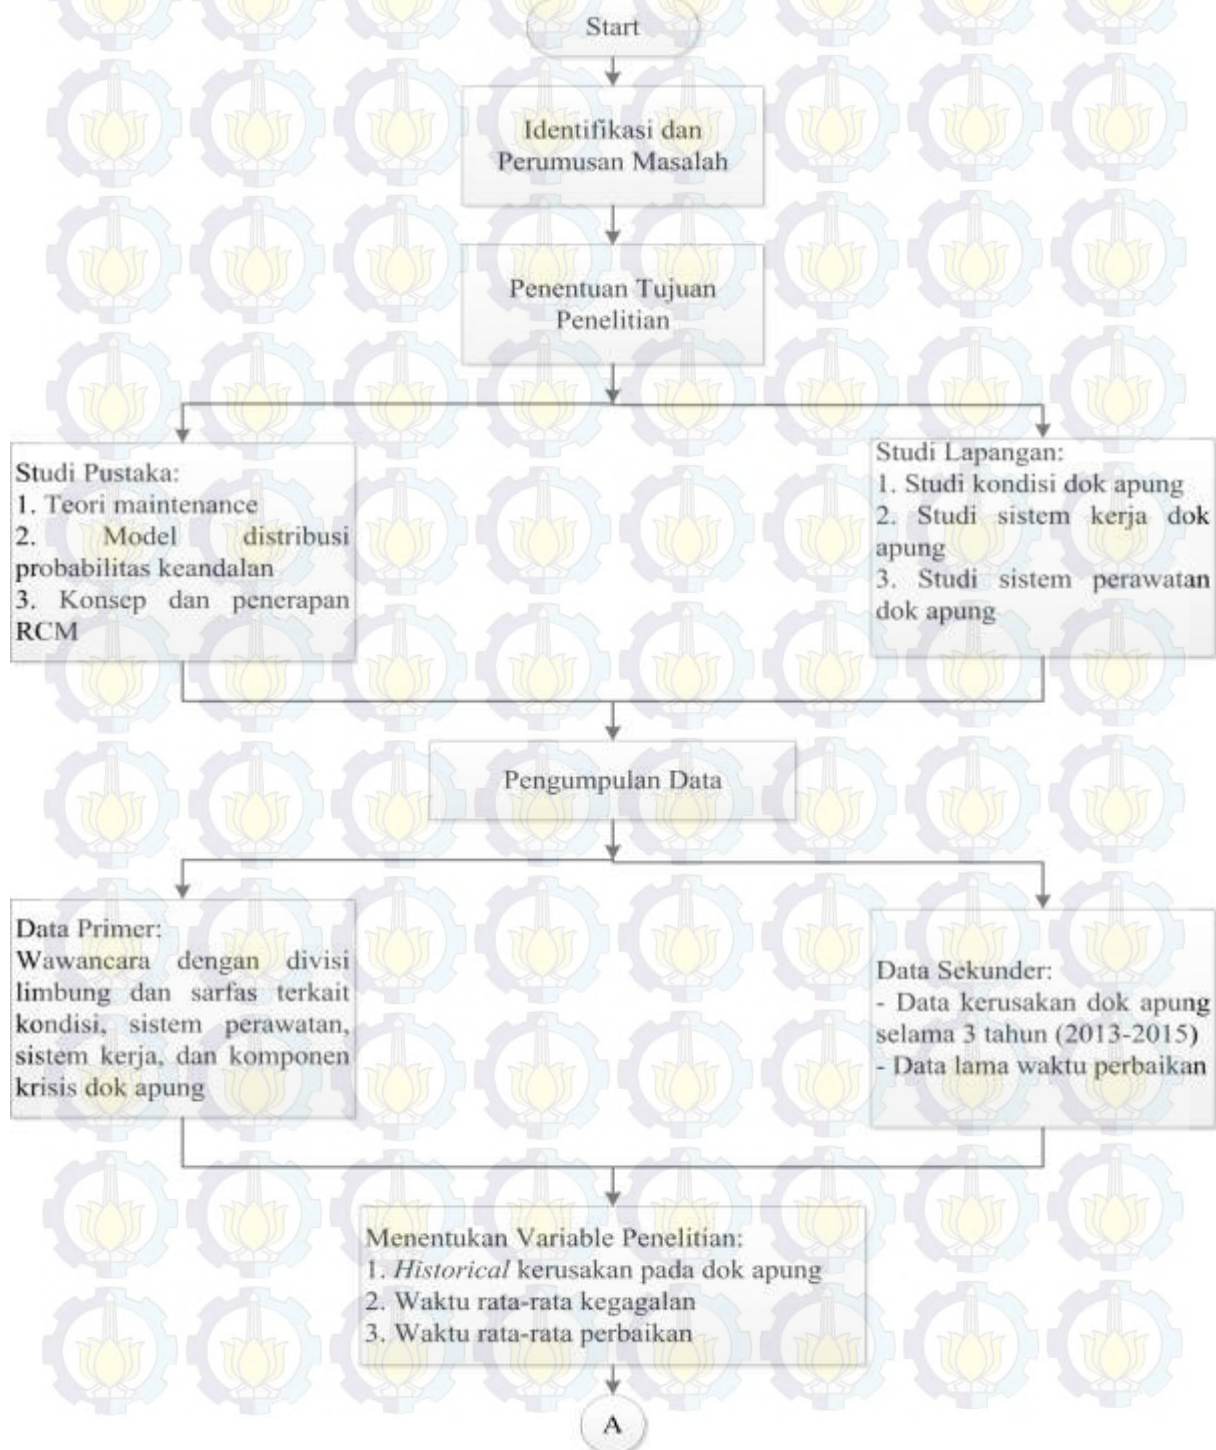 Start
Identifikasi dan
Perumusan Masalah
Penentuan Tujuan
Penelitian
Studi Pustaka:
1. Teori maintenance
2. Model distribusi
probabilitas keandalan
3. Konsep dan penerapan
RCM
Studi Lapangan:
1. Studi kondisi dok apung
2. Studi sistem kerja dok
apung
3. Studi sistem perawatan
dok apung
Pengumpulan Data
Data Primer:
Wawancara dengan divisi
limbung dan sarfas terkait
kondisi, sistem perawatan,
sistem kerja, dan komponen
krisis dok apung
Data Sekunder:
- Data kerusakan dok apung
selama 3 tahun (2013-2015)
- Data lama waktu perbaikan
Menentukan Variable Penelitian:
1. Historical kerusakan pada dok apung
2. Waktu rata-rata kegagalan
3. Waktu rata-rata perbaikan
A